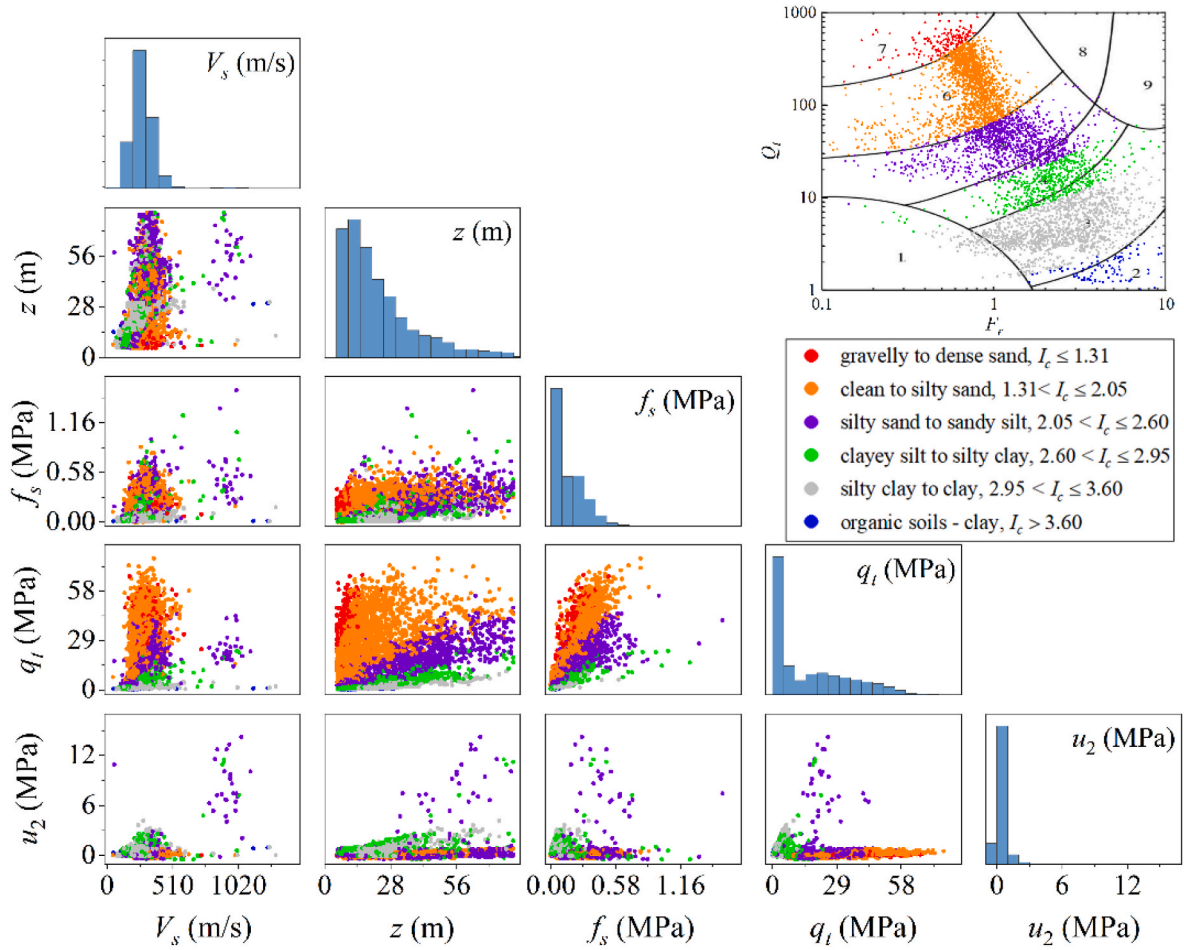 V_s (m/s)
1000
100
10
1
Q_t
7
8
6
9
1
3
2
0.1
1
10
F_r
z (m)
56
28
0
z (m)
gravelly to dense sand, I_c ≤ 1.31
clean to silty sand, 1.31< I_c ≤ 2.05
silty sand to sandy silt, 2.05 < I_c ≤ 2.60
clayey silt to silty clay, 2.60 < I_c ≤ 2.95
silty clay to clay, 2.95 < I_c ≤ 3.60
organic soils - clay, I_c > 3.60
f_s (MPa)
1.16
0.58
0.00
f_s (MPa)
q_t (MPa)
58
29
0
q_t (MPa)
u_2 (MPa)
12
6
0
u_2 (MPa)
0 510 1020
0 28 56
0.00 0.58 1.16
0 29 58
0 6 12
V_s (m/s)
z (m)
f_s (MPa)
q_t (MPa)
u_2 (MPa)